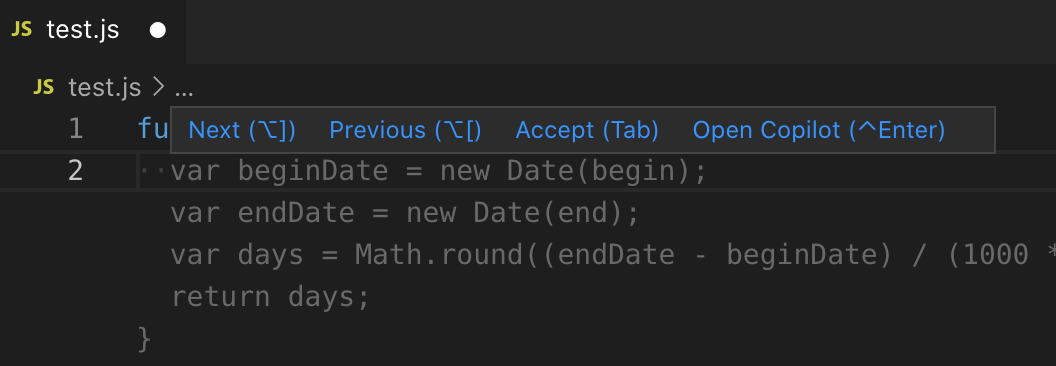 JS test.js
JS test.js > ...
1 fu Next (⌥]) Previous (⌥[) Accept (Tab) Open Copilot (^Enter)
2 var beginDate = new Date(begin);
var endDate = new Date(end);
var days = Math.round((endDate - beginDate) / (1000 *
return days;
}